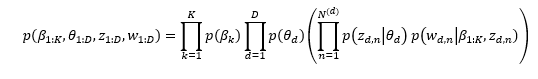 p(β_{1:K}, θ_{1:D}, z_{1:D}, w_{1:D}) = ∏_{k=1}^{K} p(β_k) ∏_{d=1}^{D} p(θ_d) (∏_{n=1}^{N^{(d)}} p(z_{d,n}|θ_d) p(w_{d,n}|β_{1:K}, z_{d,n}))